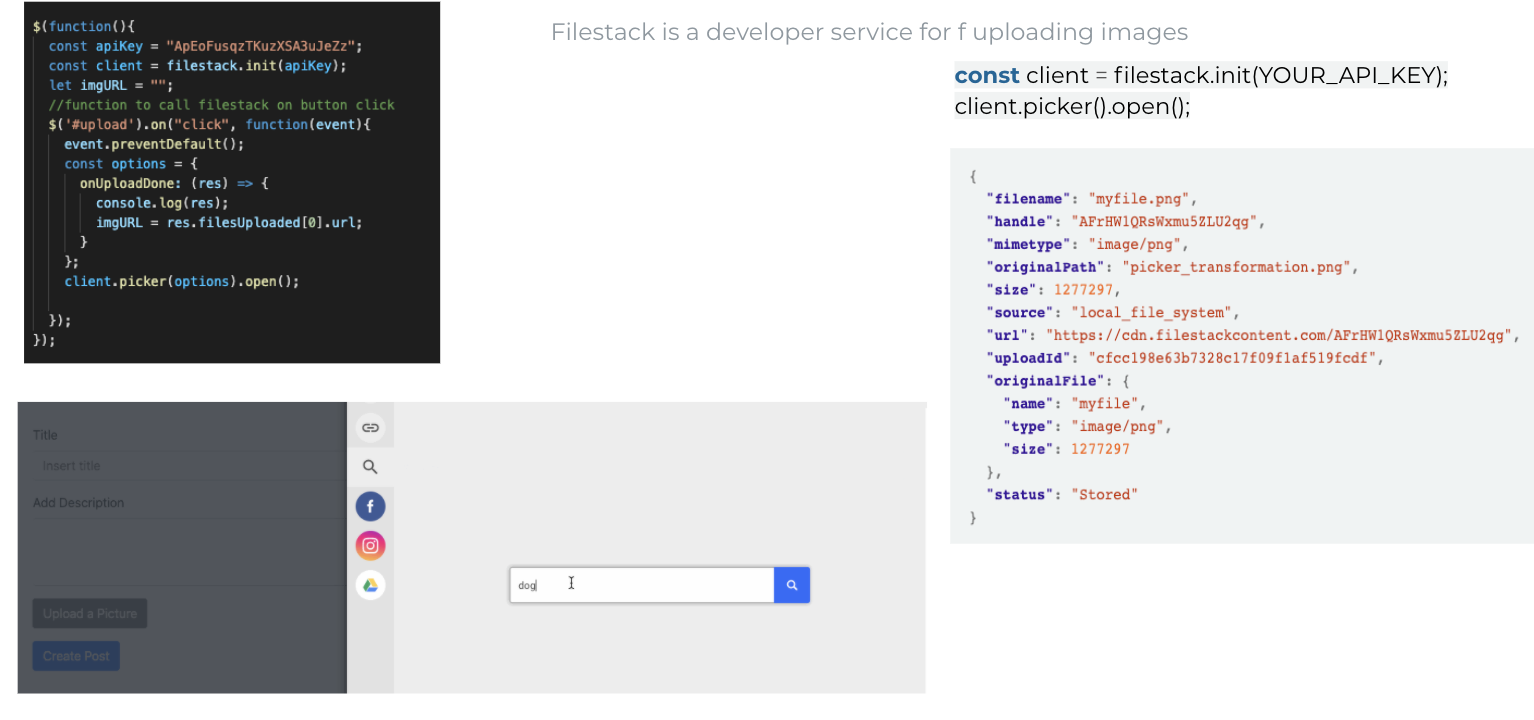 $(function(){
const apiKey = "ApEoFusqzTKuzXSA3uJeZz";
const client = filestack.init(apiKey);
let imgURL = "";
//function to call filestack on button click
$('#upload').on("click", function(event){
event.preventDefault();
const options = {
onUploadDone: (res) => {
console.log(res);
imgURL = res.filesUploaded[0].url;
}
};
client.picker(options).open();
});
});
Filestack is a developer service for f uploading images
const client = filestack.init(YOUR_API_KEY);
client.picker().open();
{
"filename": "myfile.png",
"handle": "AFrHW1QRsWxmu5ZLU2qg",
"mimetype": "image/png",
"originalPath": "picker_transformation.png",
"size": 1277297,
"source": "local_file_system",
"url": "https://cdn.filestackcontent.com/AFrHW1QRsWxmu5ZLU2qg",
"uploadId": "cfcc198e63b7328c17f09f1af519fcdf",
"originalFile": {
"name": "myfile",
"type": "image/png",
"size": 1277297
},
"status": "Stored"
}
Title
Insert title
Add Description
Upload a Picture
Create Post
dog